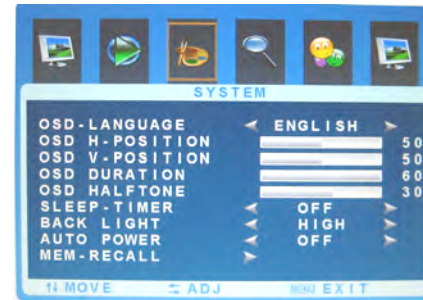 SYSTEM
OSD-LANGUAGE ENGLISH
OSD H-POSITION 50
OSD V-POSITION 50
OSD DURATION 60
OSD HALFTONE 30
SLEEP-TIMER OFF
BACK LIGHT HIGH
AUTO POWER OFF
MEM-RECALL
MOVE ADJ MENU EXIT